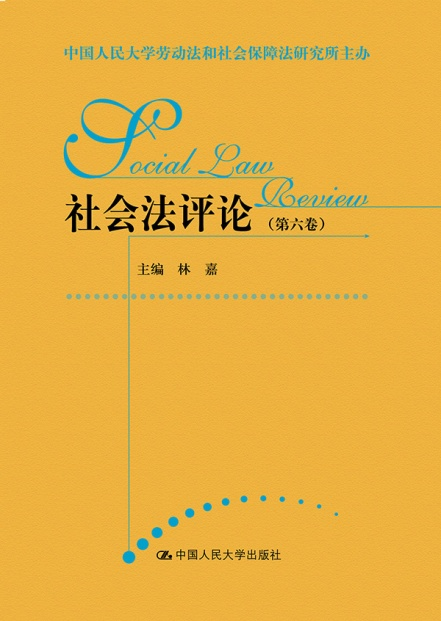 中国人民大学劳动法和社会保障法研究所主办
Social Law
Review
社会法评论（第六卷）
主编 林 嘉
中国人民大学出版社